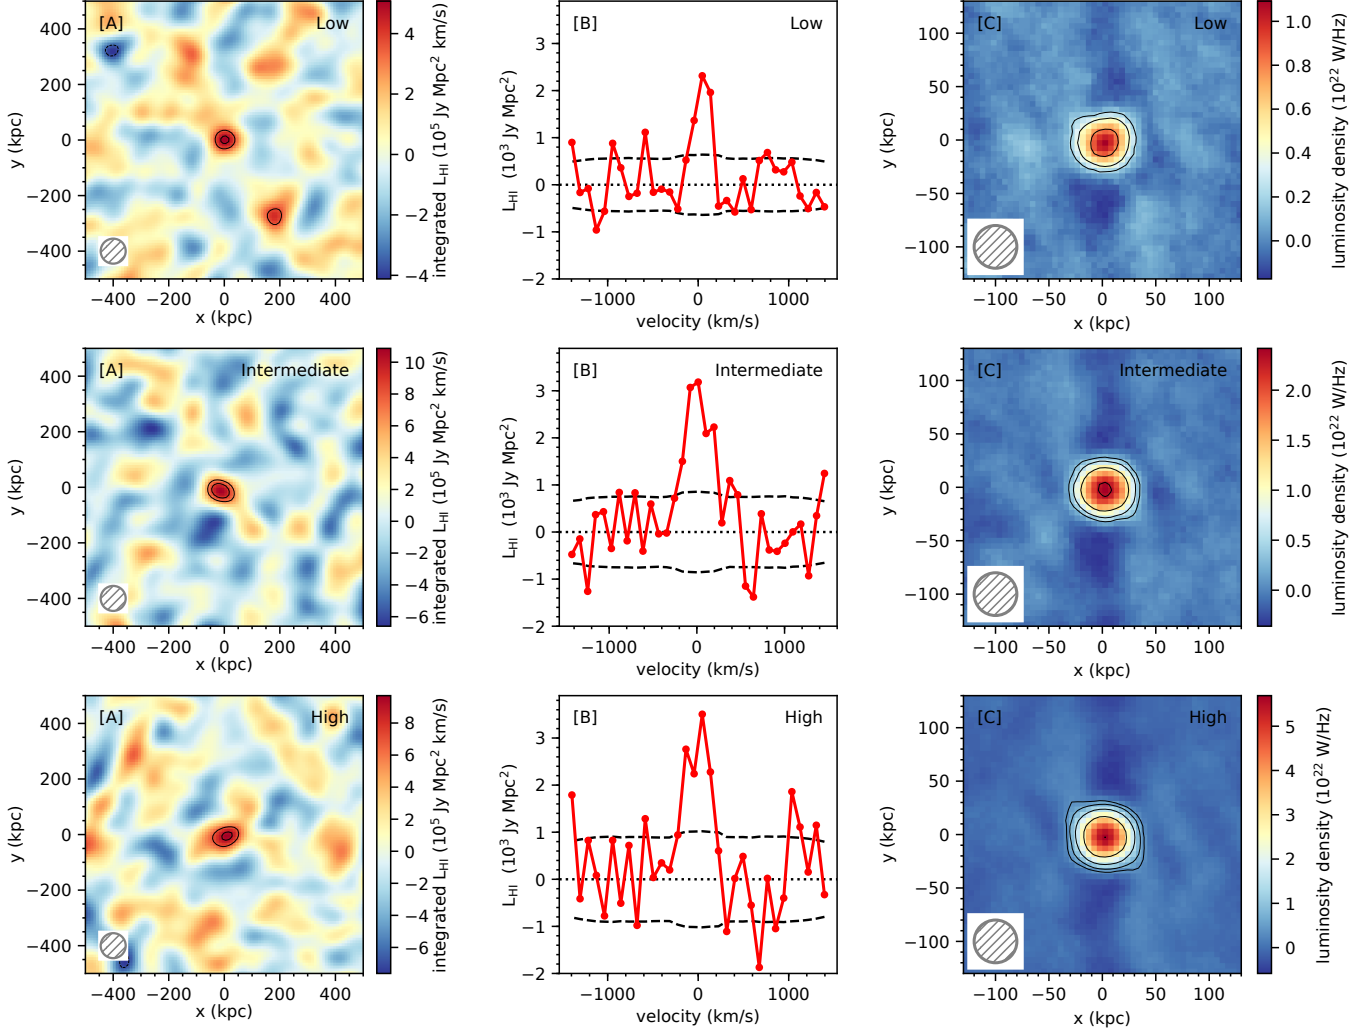 [A] Low
400
200
0
−200
−400
y (kpc)
−400 −200 0 200 400
x (kpc)
4
2
0
−2
−4
integrated L_HI (10^5 Jy Mpc^2 km/s)
[B] Low
3
2
1
0
−1
−2
L_HI (10^3 Jy Mpc^2)
−1000 0 1000
velocity (km/s)
[C] Low
100
50
0
−50
−100
y (kpc)
−100 −50 0 50 100
x (kpc)
1.0
0.8
0.6
0.4
0.2
0.0
luminosity density (10^22 W/Hz)
[A] Intermediate
400
200
0
−200
−400
y (kpc)
−400 −200 0 200 400
x (kpc)
10
8
6
4
2
0
−2
−4
−6
integrated L_HI (10^5 Jy Mpc^2 km/s)
[B] Intermediate
3
2
1
0
−1
−2
L_HI (10^3 Jy Mpc^2)
−1000 0 1000
velocity (km/s)
[C] Intermediate
100
50
0
−50
−100
y (kpc)
−100 −50 0 50 100
x (kpc)
2.0
1.5
1.0
0.5
0.0
luminosity density (10^22 W/Hz)
[A] High
400
200
0
−200
−400
y (kpc)
−400 −200 0 200 400
x (kpc)
8
6
4
2
0
−2
−4
−6
integrated L_HI (10^5 Jy Mpc^2 km/s)
[B] High
3
2
1
0
−1
−2
L_HI (10^3 Jy Mpc^2)
−1000 0 1000
velocity (km/s)
[C] High
100
50
0
−50
−100
y (kpc)
−100 −50 0 50 100
x (kpc)
5
4
3
2
1
0
luminosity density (10^22 W/Hz)